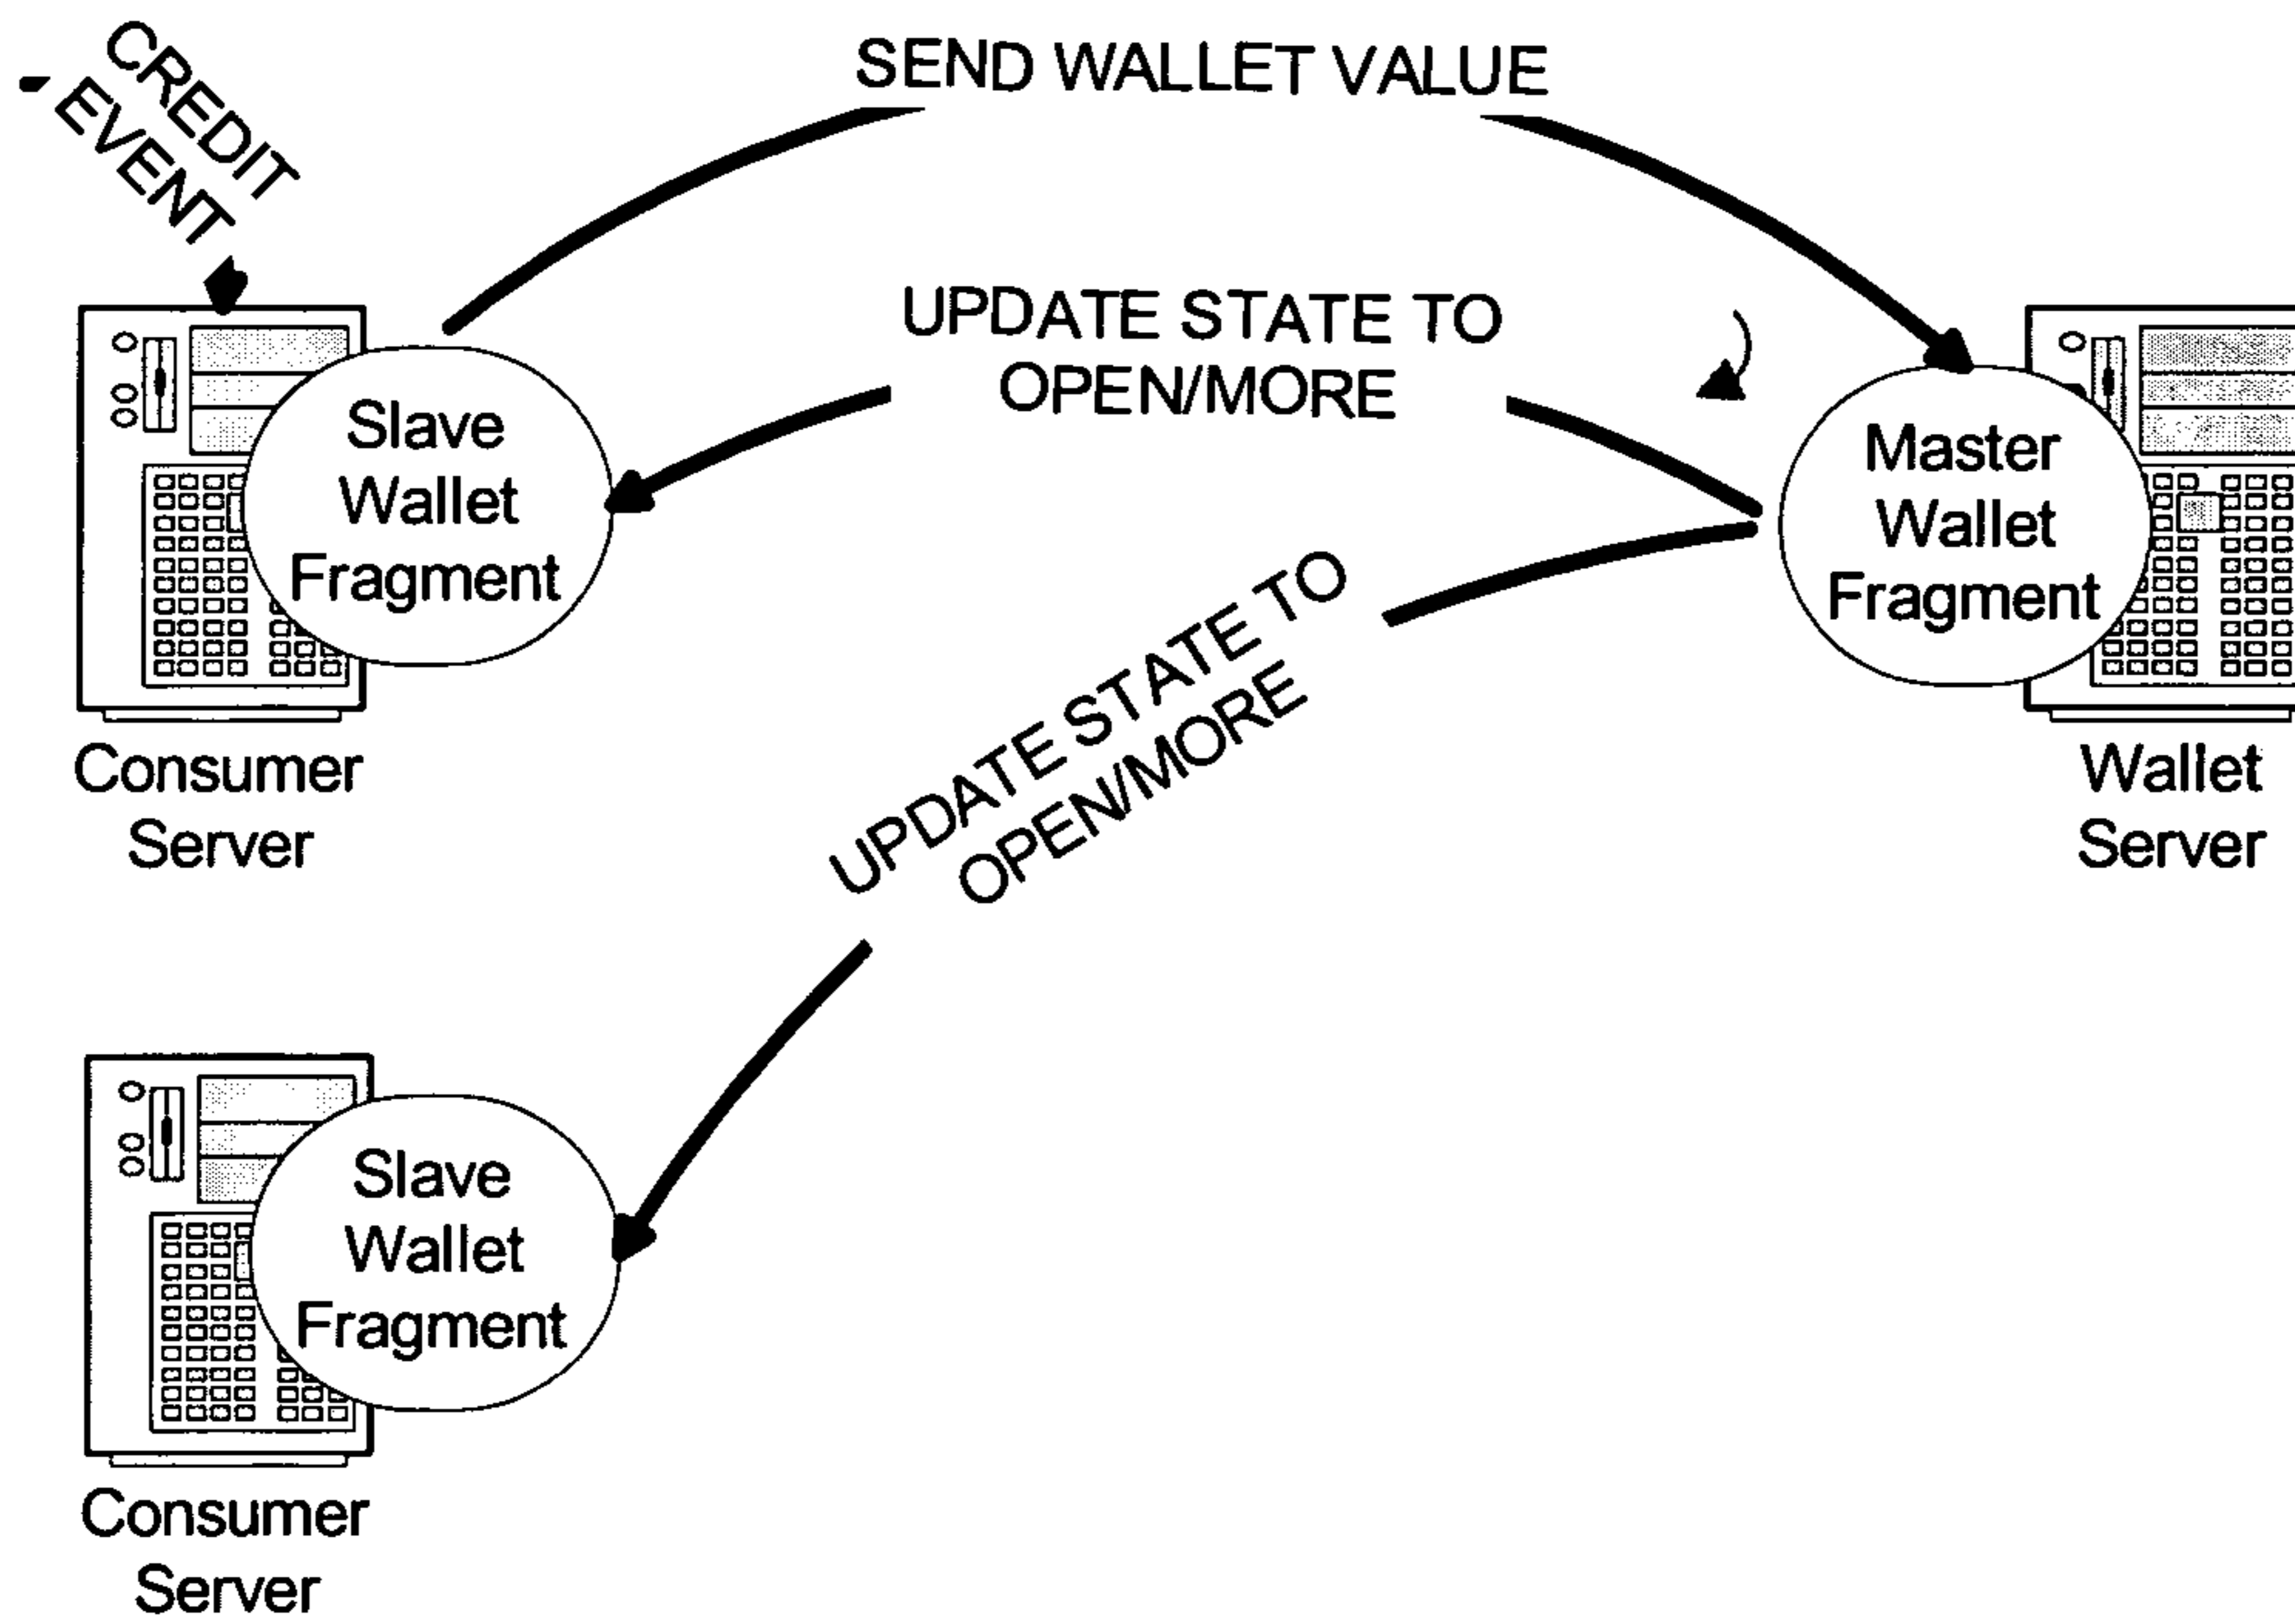 CREDIT
EVENT
SEND WALLET VALUE
UPDATE STATE TO
OPEN/MORE
Slave
Wallet
Fragment
Master
Wallet
Fragment
Consumer
Server
Wallet
Server
UPDATE STATE TO
OPEN/MORE
Slave
Wallet
Fragment
Consumer
Server